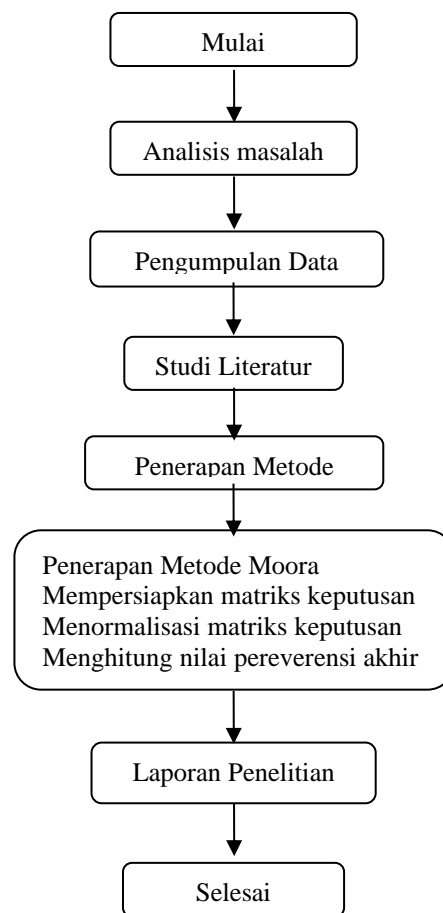 Mulai
Analisis masalah
Pengumpulan Data
Studi Literatur
Penerapan Metode
Penerapan Metode Moora
Mempersiapkan matriks keputusan
Menormalisasi matriks keputusan
Menghitung nilai pereverensi akhir
Laporan Penelitian
Selesai